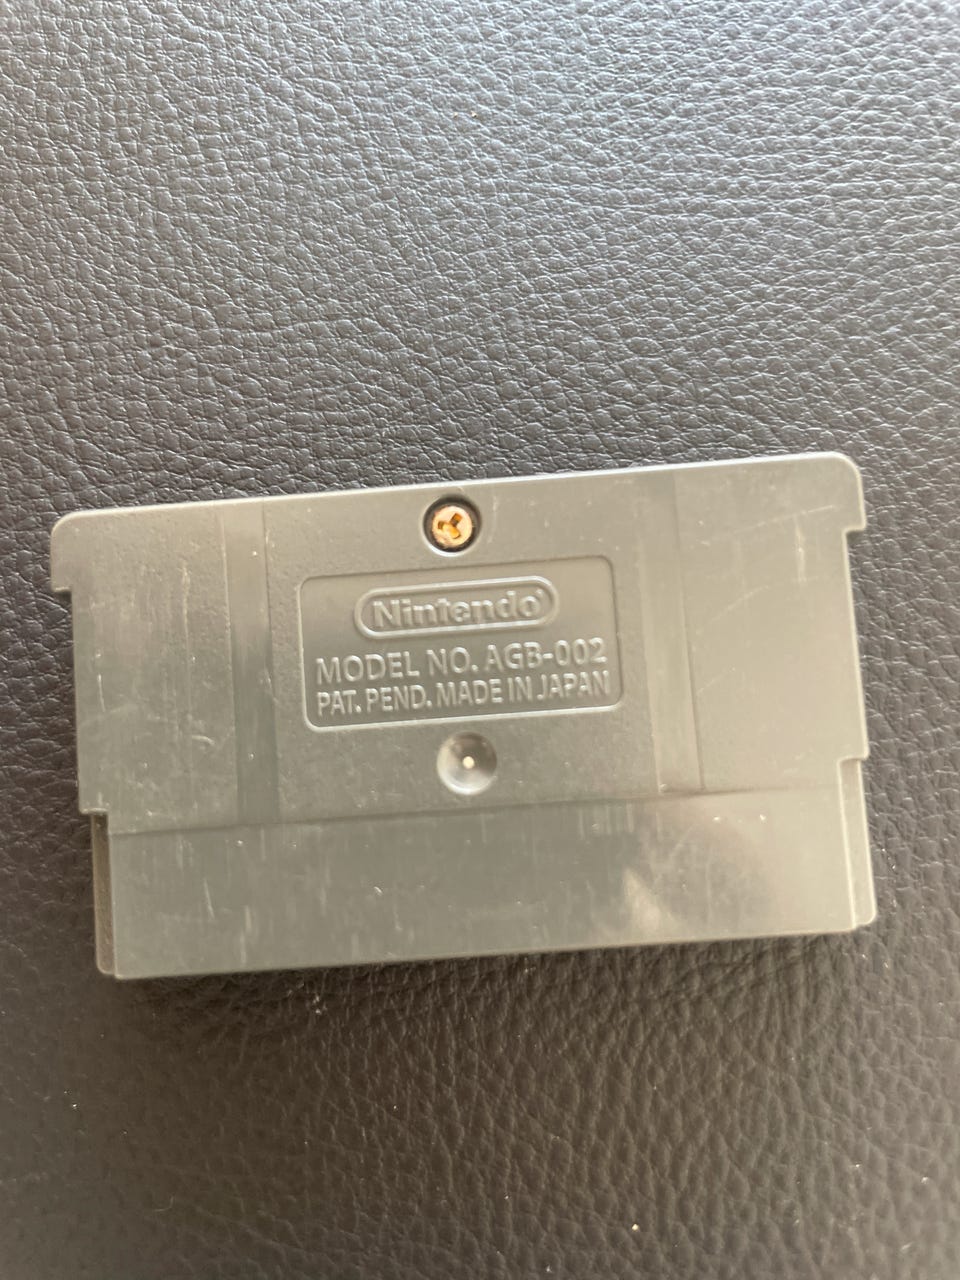 Nintendo
MODEL NO. AGB-002
PAT. PEND. MADE IN JAPAN